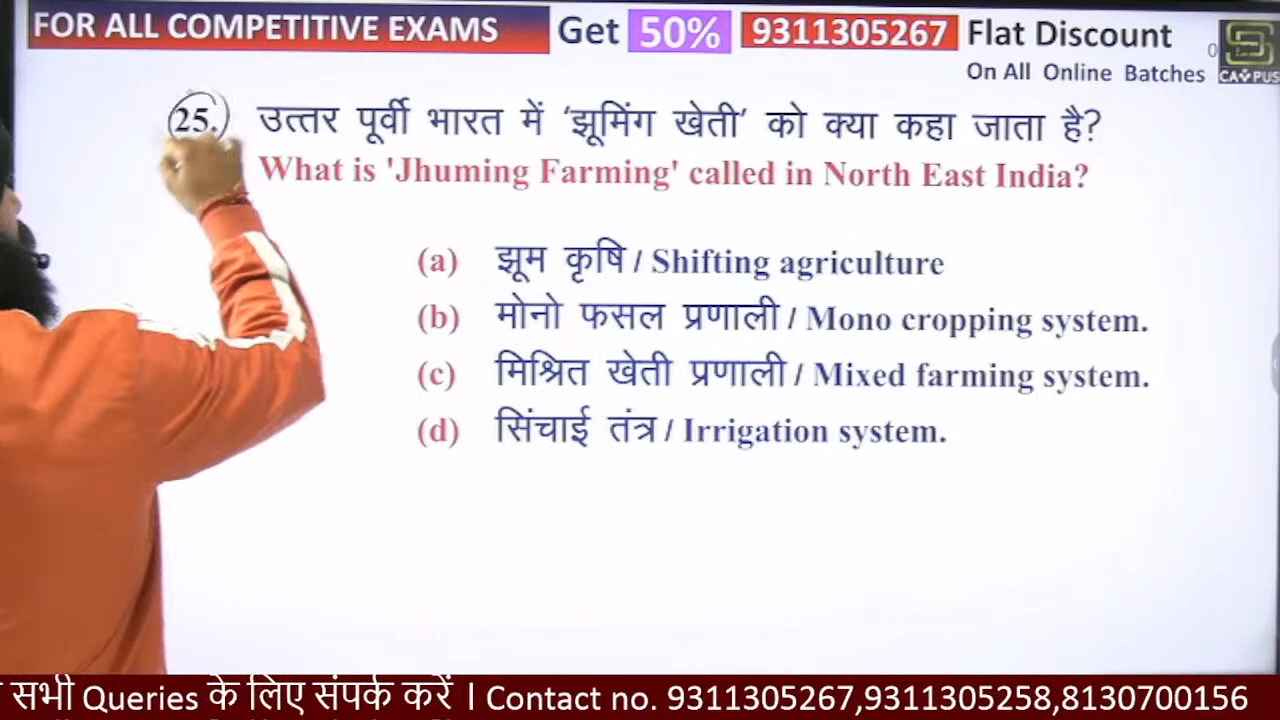 FOR ALL COMPETITIVE EXAMS Get 50% 9311305267 Flat Discount
On All Online Batches
CAMPUS
25. उत्तर पूर्वी भारत में ‘झूमिंग खेती’ को क्या कहा जाता है?
What is 'Jhuming Farming' called in North East India?
(a) झूम कृषि / Shifting agriculture
(b) मोनो फसल प्रणाली / Mono cropping system.
(c) मिश्रित खेती प्रणाली / Mixed farming system.
(d) सिंचाई तंत्र / Irrigation system.
सभी Queries के लिए संपर्क करें । Contact no. 9311305267,9311305258,8130700156